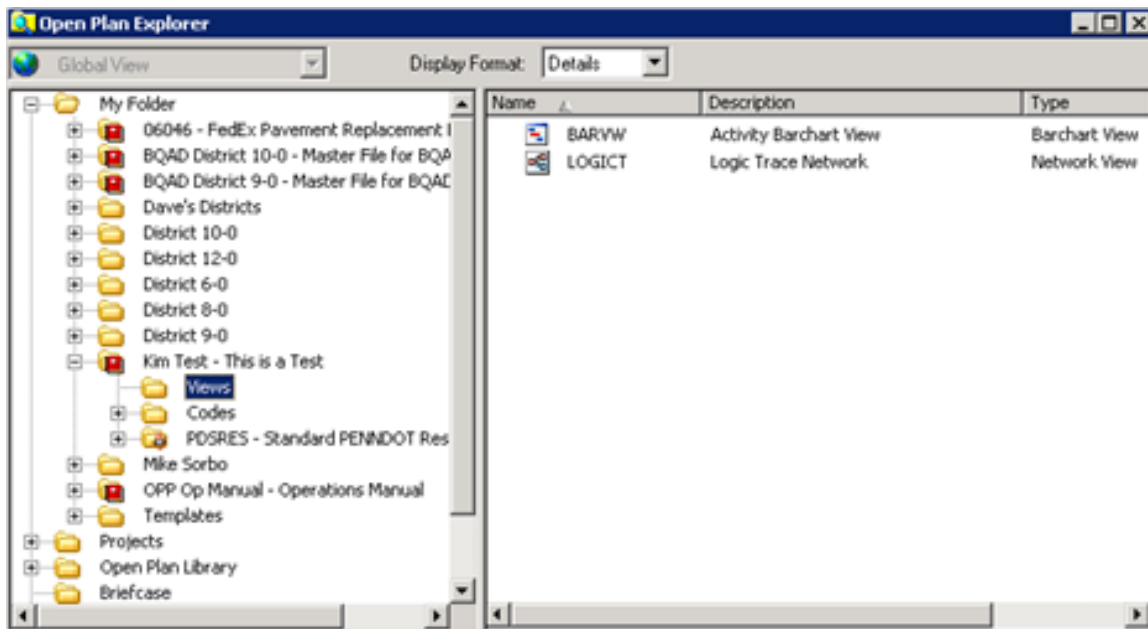 Open Plan Explorer
Global View Display Format: Details
Name Description Type
My Folder
06046 - FedEx Pavement Replacement
BQAD District 10-0 - Master File for BQA
BQAD District 9-0 - Master File for BQAD
Dave's Districts
District 10-0
District 12-0
District 6-0
District 8-0
District 9-0
Kim Test - This is a Test
Views
Codes
PDSRES - Standard PENNDOT Res
Mike Sorbo
OPP Op Manual - Operations Manual
Templates
Projects
Open Plan Library
Briefcase
BARVW Activity Barchart View Barchart View
LOGICT Logic Trace Network Network View